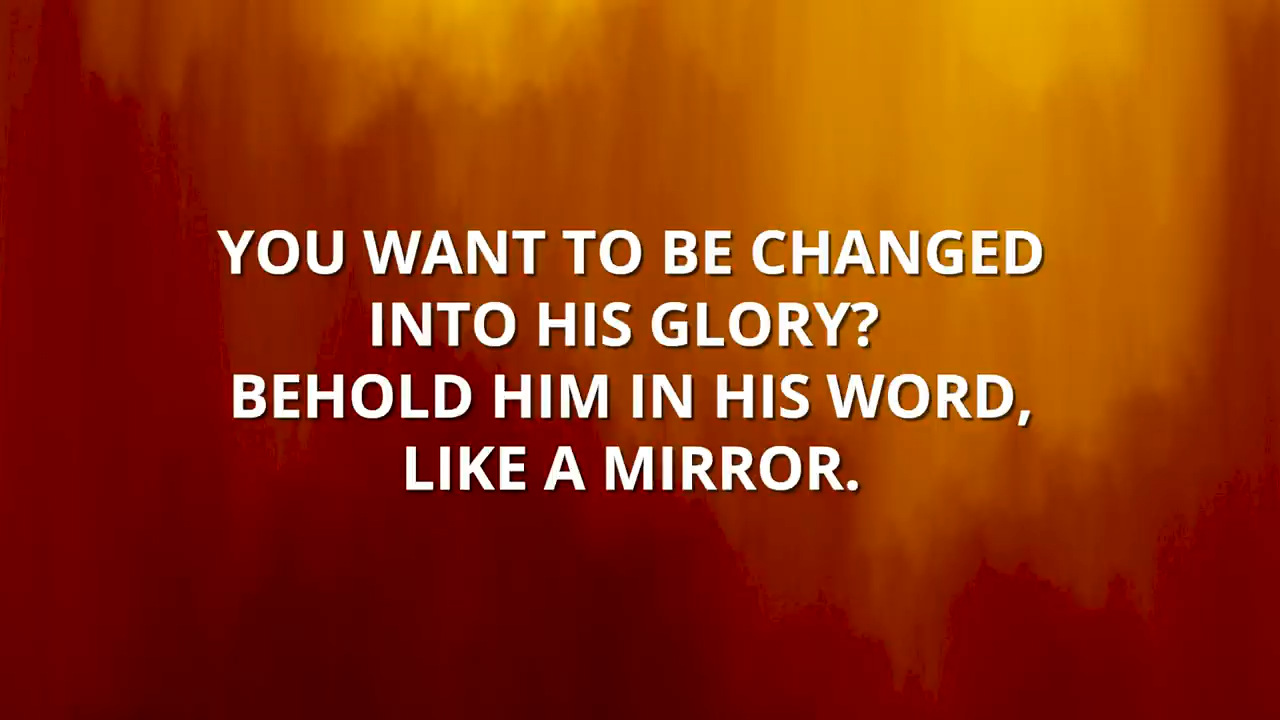 YOU WANT TO BE CHANGED
INTO HIS GLORY?
BEHOLD HIM IN HIS WORD,
LIKE A MIRROR.